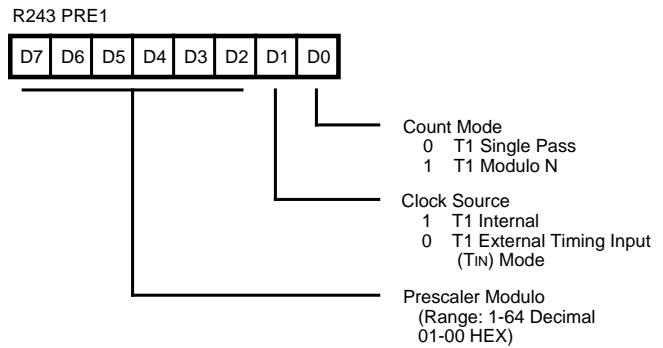 R243 PRE1
D7 D6 D5 D4 D3 D2 D1 D0
Count Mode
0 T1 Single Pass
1 T1 Modulo N
Clock Source
1 T1 Internal
0 T1 External Timing Input
(TIN) Mode
Prescaler Modulo
(Range: 1-64 Decimal
01-00 HEX)